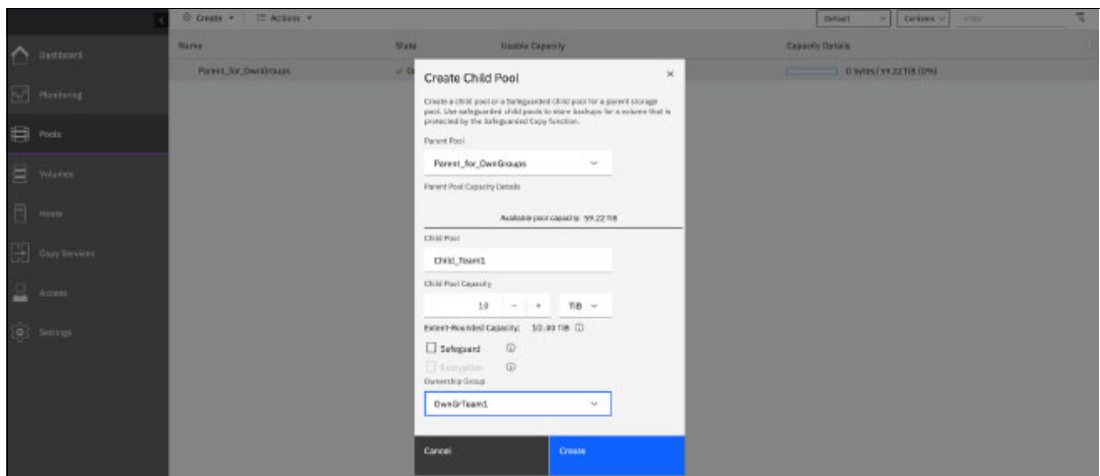 Create
Actions
Default
Contains
Filter
Name
State
Usable Capacity
Capacity Details
Parent_for_OwnGroups
0 bytes/59.22 TiB (0%)
Dashboard
Monitoring
Pools
Volumes
Hosts
Copy Services
Access
Settings
Create Child Pool
Create a child pool or a Safeguarded child pool for a parent storage
pool. Use safeguarded child pools to store backups for a volume that is
protected by the Safeguarded Copy function.
Parent Pool
Parent_for_OwnGroups
Parent Pool Capacity Details
Available pool capacity: 59.22 TiB
Child Pool
Child_Team1
Child Pool Capacity
10 − + TiB
Extent-Rounded Capacity: 10.00 TiB
Safeguard
Encryption
Ownership Group
OwnGrTeam1
Cancel
Create